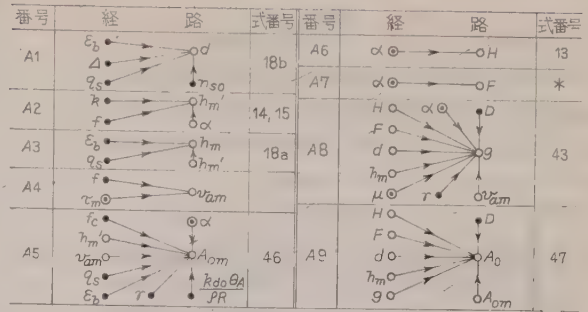 番号 経 路 式番号
A1 εb Δ qs d nso 18b
A2 k f hm' α 14, 15
A3 εb qs hm hm' 18a
A4 f τm vam
A5 fc hm' vam qs εb r α Aom kdo θA / ρR 46
番号 経 路 式番号
A6 α H 13
A7 α F *
A8 H F d hm μ α D g r vam 43
A9 H F d hm g D Ao Aom 47